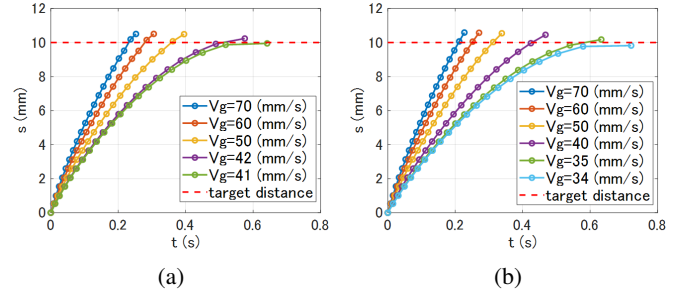 12
10
8
6
4
2
0
s (mm)
Vg=70 (mm/s)
Vg=60 (mm/s)
Vg=50 (mm/s)
Vg=42 (mm/s)
Vg=41 (mm/s)
target distance
0 0.2 0.4 0.6 0.8
t (s)
(a)
12
10
8
6
4
2
0
s (mm)
Vg=70 (mm/s)
Vg=60 (mm/s)
Vg=50 (mm/s)
Vg=40 (mm/s)
Vg=35 (mm/s)
Vg=34 (mm/s)
target distance
0 0.2 0.4 0.6 0.8
t (s)
(b)